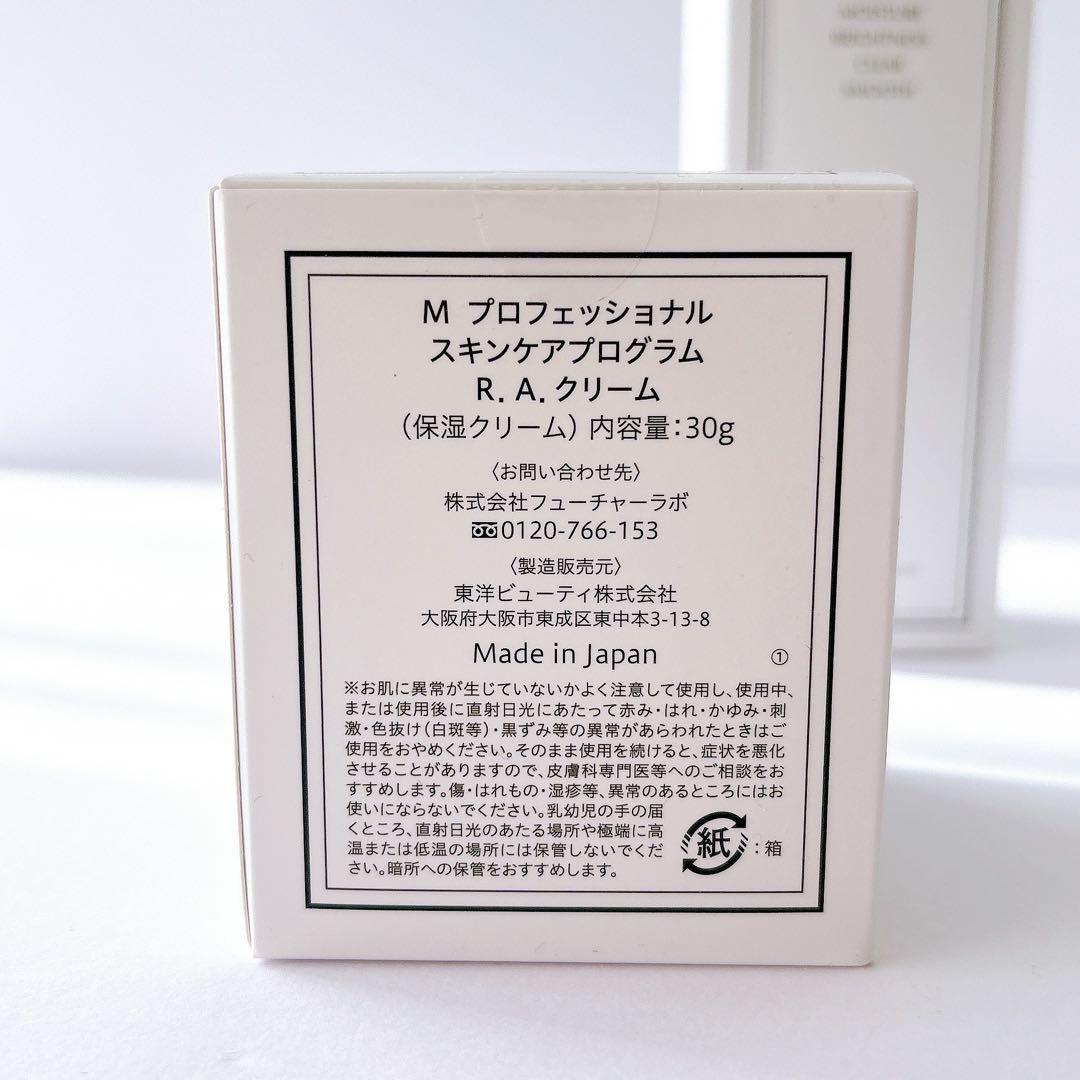 MOISTURE
BRIGHTNESS
CLEAR
SMOOTH
M プロフェッショナル
スキンケアプログラム
R. A. クリーム
(保湿クリーム) 内容量:30g
〈お問い合わせ先〉
株式会社フューチャーラボ
0120-766-153
〈製造販売元〉
東洋ビューティ株式会社
大阪府大阪市東成区東中本3-13-8
Made in Japan ①
※お肌に異常が生じていないかよく注意して使用し、使用中、
または使用後に直射日光にあたって赤み・はれ・かゆみ・刺
激・色抜け(白斑等)・黒ずみ等の異常があらわれたときはご
使用をおやめください。そのまま使用を続けると、症状を悪化
させることがありますので、皮膚科専門医等へのご相談をお
すすめします。傷・はれもの・湿疹等、異常のあるところにはお
使いにならないでください。乳幼児の手の届
くところ、直射日光のあたる場所や極端に高
温または低温の場所には保管しないでくだ
さい。暗所への保管をおすすめします。
紙 :箱